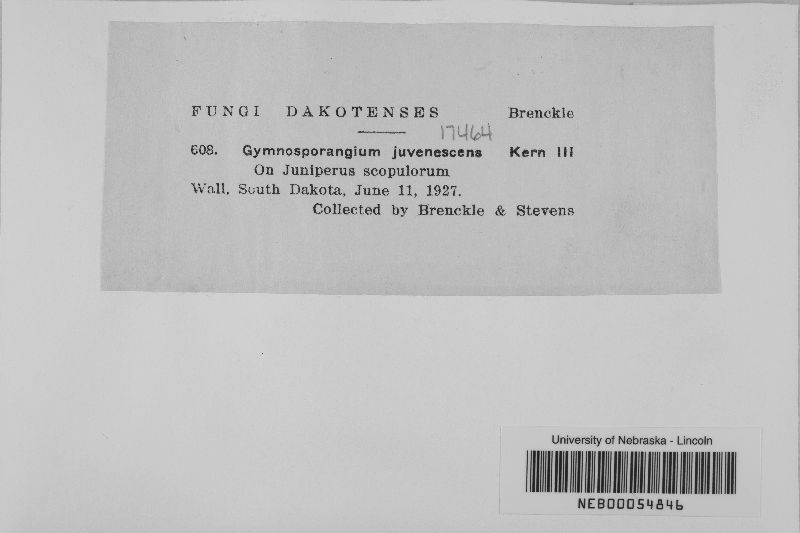 FUNGI DAKOTENSES Brenckle
17464
608. Gymnosporangium juvenescens Kern III
On Juniperus scopulorum
Wall, South Dakota, June 11, 1927.
Collected by Brenckle & Stevens
University of Nebraska - Lincoln
NEB00054846